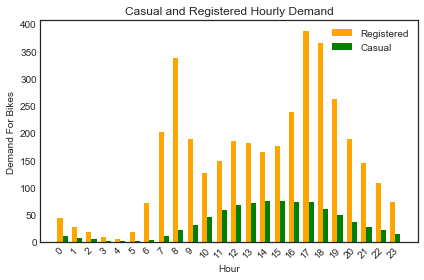 Casual and Registered Hourly Demand
Registered
Casual
Demand For Bikes
400
350
300
250
200
150
100
50
0
0 1 2 3 4 5 6 7 8 9 10 11 12 13 14 15 16 17 18 19 20 21 22 23
Hour